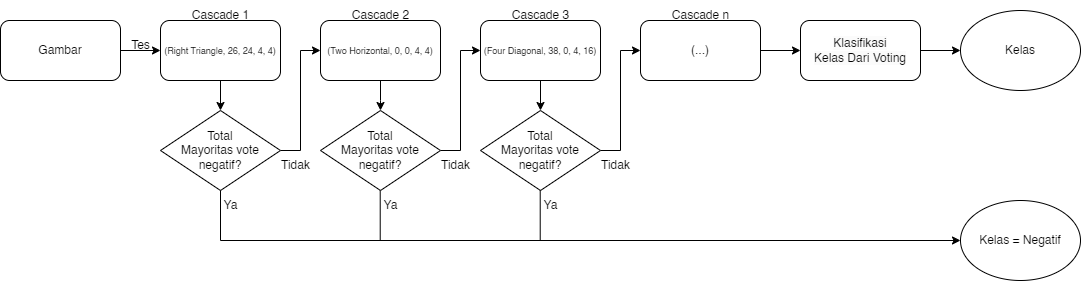 Cascade 1
Cascade 2
Cascade 3
Cascade n
Gambar
Tes
(Right Triangle, 26, 24, 4, 4)
(Two Horizontal, 0, 0, 4, 4)
(Four Diagonal, 38, 0, 4, 16)
(...)
Klasifikasi
Kelas Dari Voting
Kelas
Total
Mayoritas vote
negatif?
Tidak
Ya
Total
Mayoritas vote
negatif?
Tidak
Ya
Total
Mayoritas vote
negatif?
Tidak
Ya
Kelas = Negatif